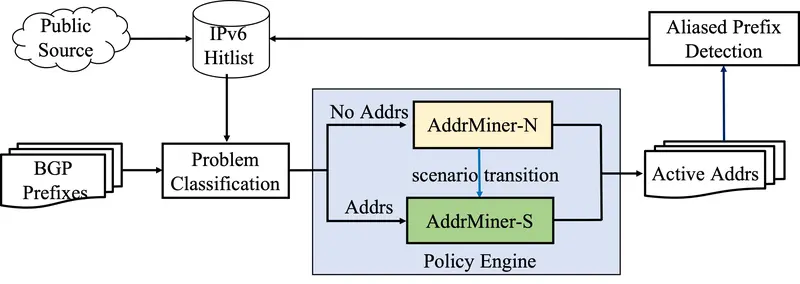 Public
Source
IPv6
Hitlist
Aliased Prefix
Detection
BGP
Prefixes
Problem
Classification
No Addrs
AddrMiner-N
scenario transition
Addrs
AddrMiner-S
Policy Engine
Active Addrs